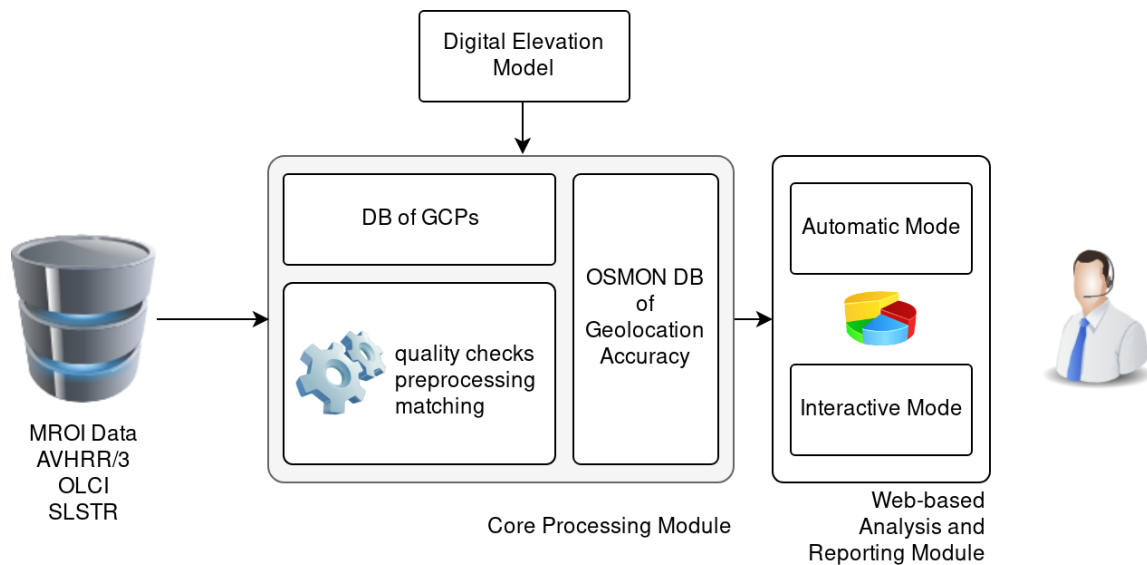 Digital Elevation
Model
DB of GCPs
quality checks
preprocessing
matching
OSMON DB
of
Geolocation
Accuracy
Automatic Mode
Interactive Mode
MROI Data
AVHRR/3
OLCI
SLSTR
Core Processing Module
Web-based
Analysis and
Reporting Module